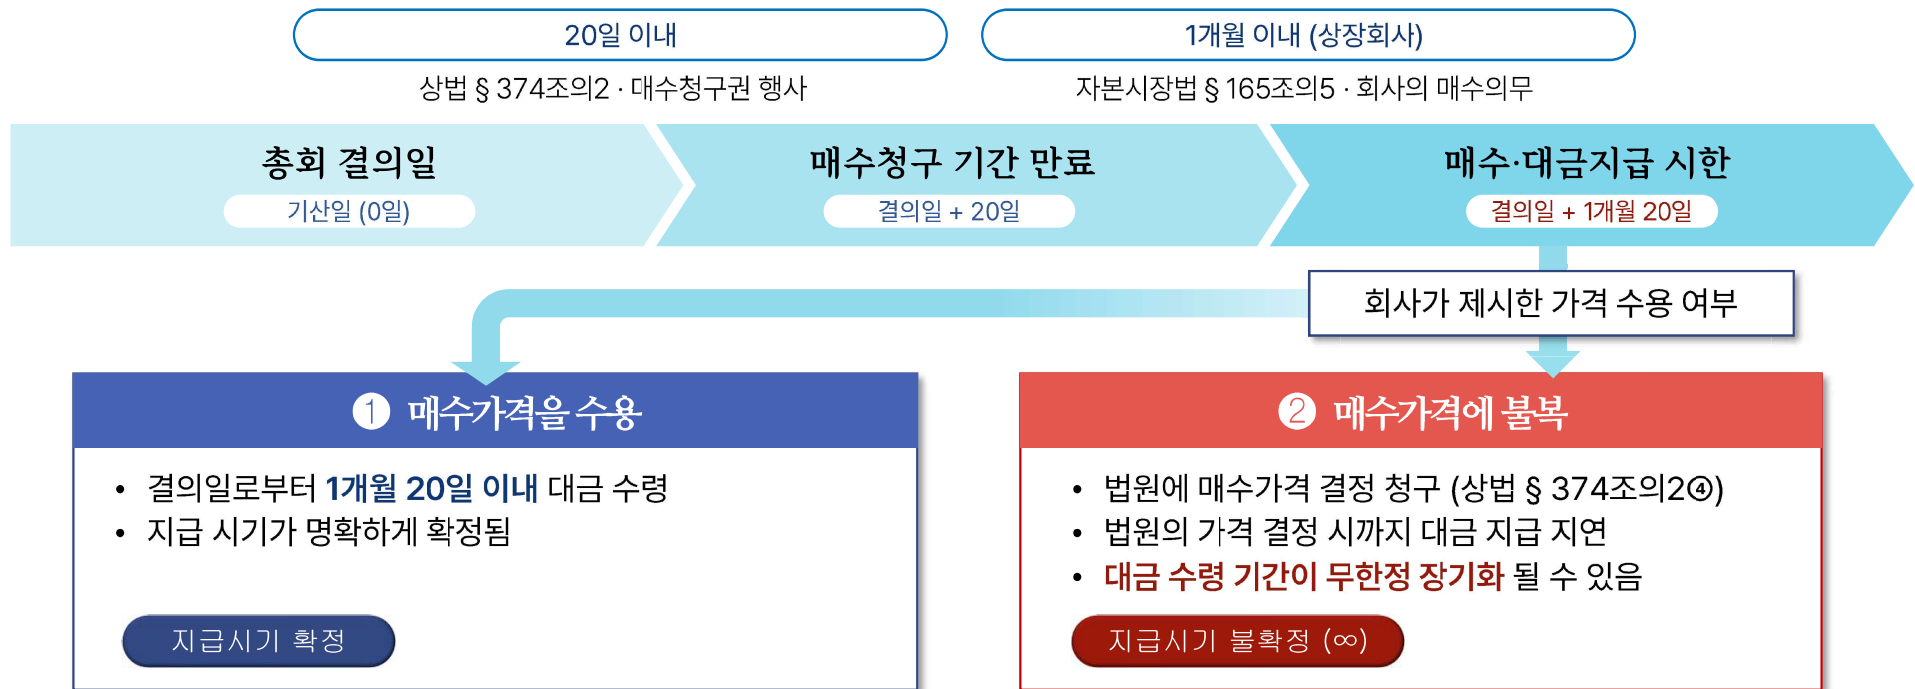 20일 이내
1개월 이내 (상장회사)
상법 § 374조의2 · 매수청구권 행사
자본시장법 § 165조의5 · 회사의 매수의무
총회 결의일
기산일 (0일)
매수청구 기간 만료
결의일 + 20일
매수·대금지급 시한
결의일 + 1개월 20일
회사가 제시한 가격 수용 여부
❶ 매수가격을 수용
• 결의일로부터 1개월 20일 이내 대금 수령
• 지급 시기가 명확하게 확정됨
지급시기 확정
❷ 매수가격에 불복
• 법원에 매수가격 결정 청구 (상법 § 374조의2④)
• 법원의 가격 결정 시까지 대금 지급 지연
• 대금 수령 기간이 무한정 장기화 될 수 있음
지급시기 불확정 (∞)